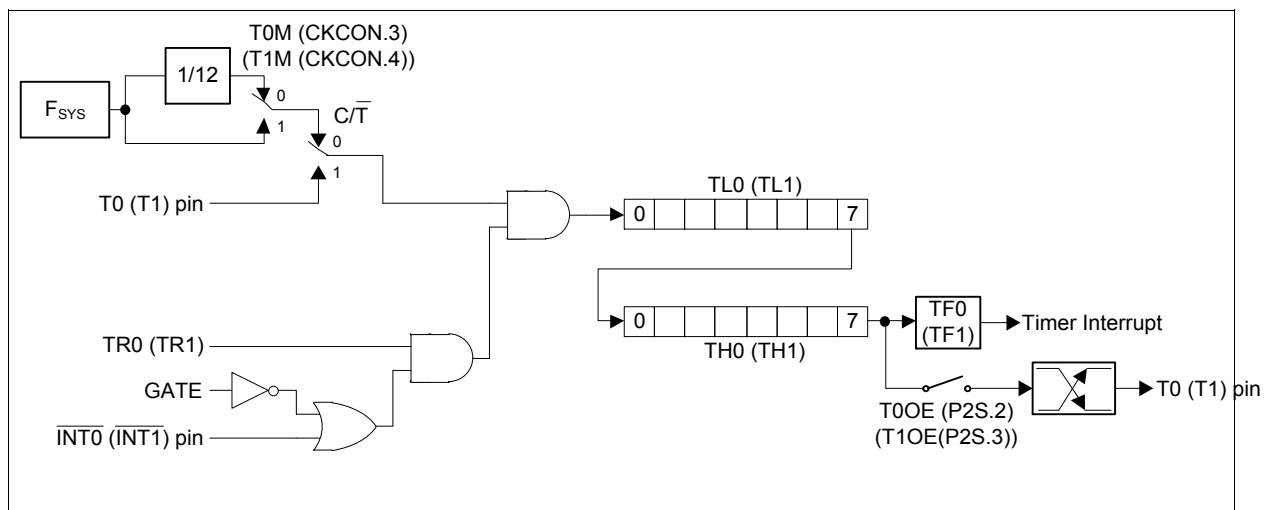 T0M (CKCON.3)
(T1M (CKCON.4))
1/12
FSYS
0
1
C/T̅
0
1
T0 (T1) pin
TL0 (TL1)
0 7
0 7
TH0 (TH1)
TF0
(TF1)
Timer Interrupt
TR0 (TR1)
GATE
I̅N̅T̅0̅ (I̅N̅T̅1̅) pin
T0OE (P2S.2)
(T1OE(P2S.3))
T0 (T1) pin